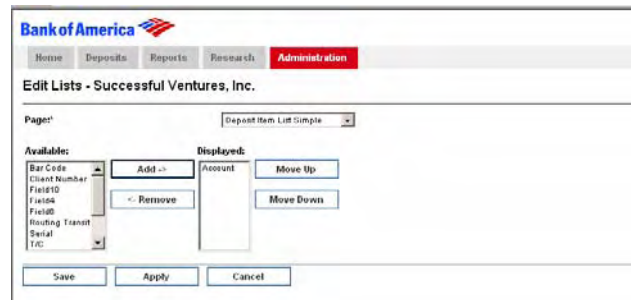 Bank of America
Home Deposits Reports Research Administration
Edit Lists - Successful Ventures, Inc.
Page:* Deposit Item List Simple
Available: Displayed:
Bar Code
Client Number
Field10
Field4
Field6
Routing Transit
Serial
T/C
Add ->
<- Remove
Account
Move Up
Move Down
Save Apply Cancel